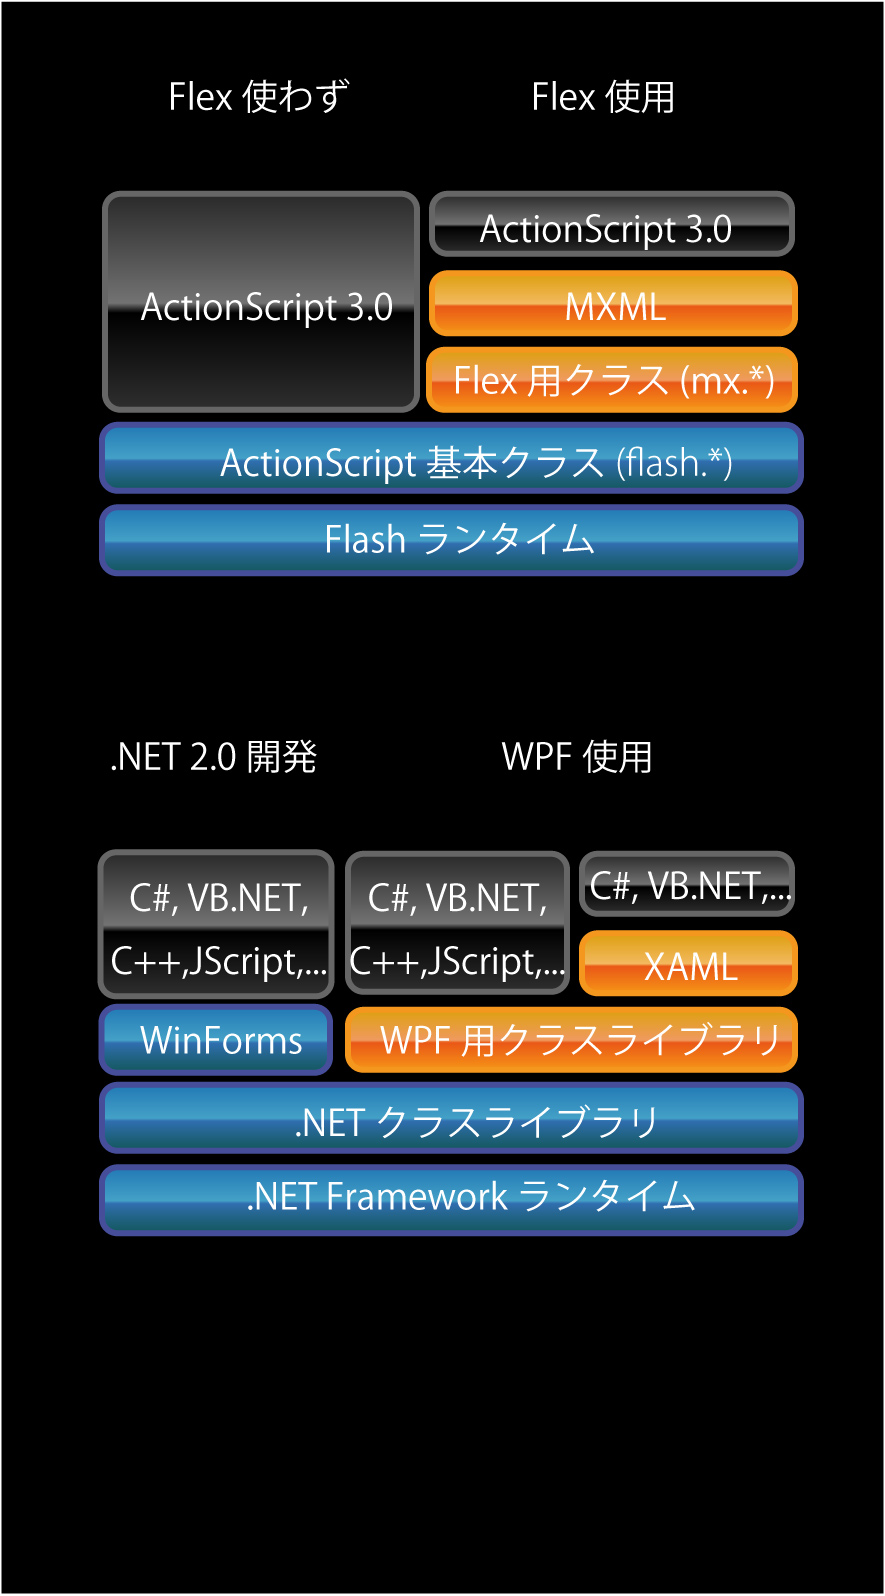 Flex 使わず
Flex 使用
ActionScript 3.0
ActionScript 3.0
MXML
Flex 用クラス (mx.*)
ActionScript 基本クラス (flash.*)
Flash ランタイム
.NET 2.0 開発
WPF 使用
C#, VB.NET,
C++,JScript,...
C#, VB.NET,
C++,JScript,...
C#, VB.NET,...
XAML
WinForms
WPF 用クラスライブラリ
.NET クラスライブラリ
.NET Framework ランタイム